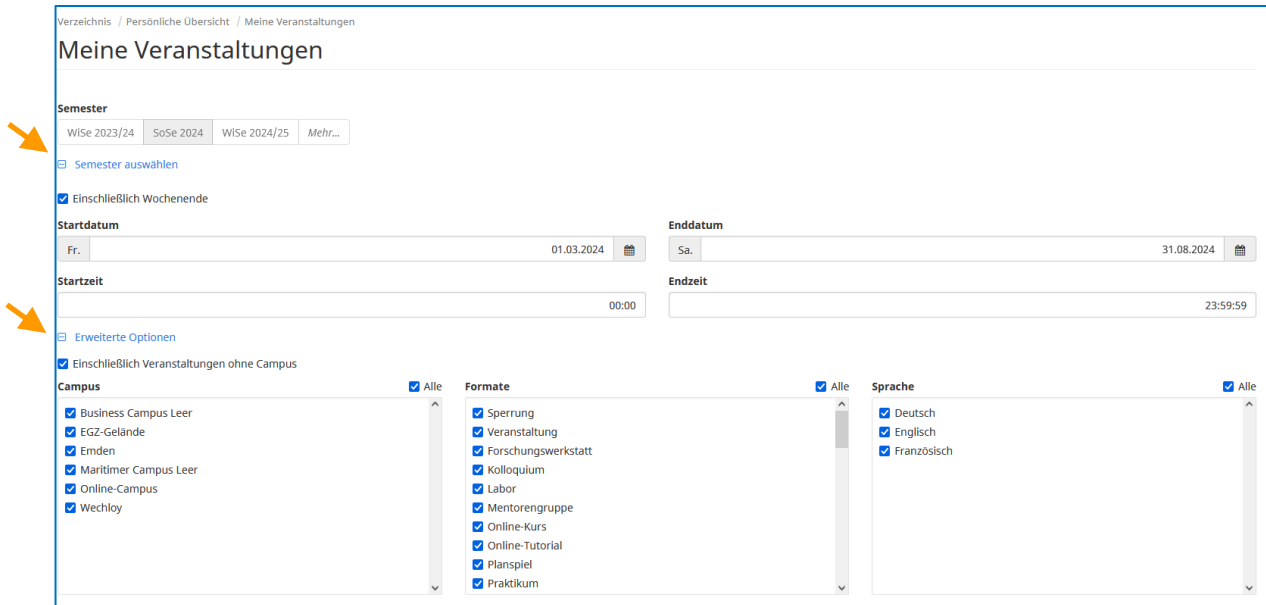 Verzeichnis / Persönliche Übersicht / Meine Veranstaltungen
Meine Veranstaltungen
Semester
WiSe 2023/24 SoSe 2024 WiSe 2024/25 Mehr...
Semester auswählen
Einschließlich Wochenende
Startdatum Enddatum
Fr. 01.03.2024 Sa. 31.08.2024
Startzeit Endzeit
00:00 23:59:59
Erweiterte Optionen
Einschließlich Veranstaltungen ohne Campus
Campus Alle
Business Campus Leer
EGZ-Gelände
Emden
Maritimer Campus Leer
Online-Campus
Wechloy
Formate Alle
Sperrung
Veranstaltung
Forschungswerkstatt
Kolloquium
Labor
Mentorengruppe
Online-Kurs
Online-Tutorial
Planspiel
Praktikum
Sprache Alle
Deutsch
Englisch
Französisch